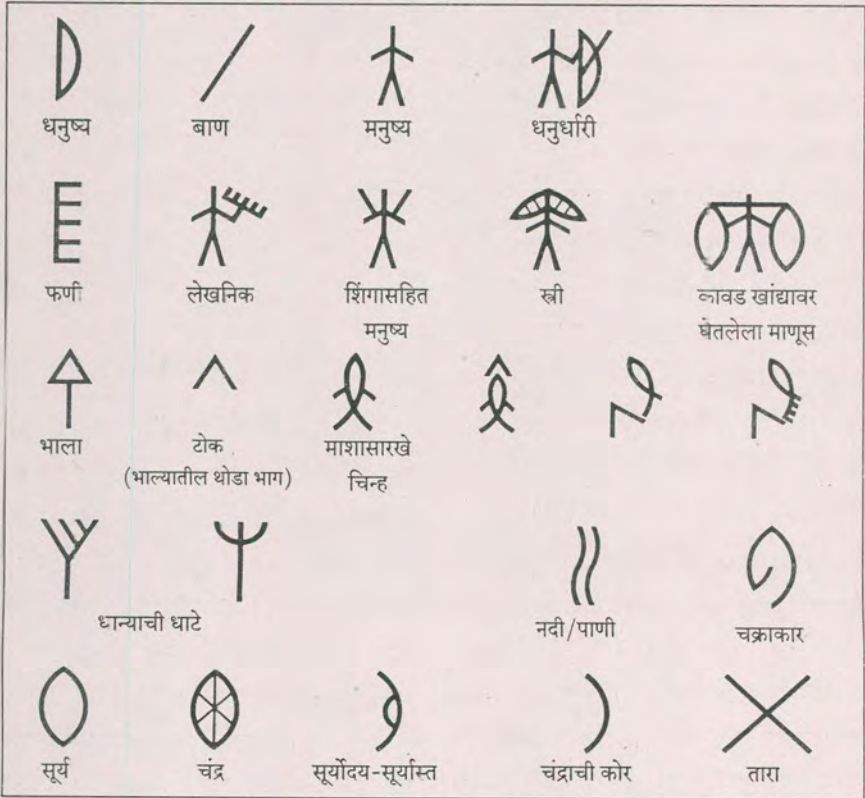 धनुष्य बाण मनुष्य धनुर्धारी
फणी लेखनिक शिंगासहित स्त्री कावड खांद्यावर
मनुष्य घेतलेला माणूस
भाला टोक माशासारखे
(भाल्यातील थोडा भाग) चिन्ह
धान्याची धाटे नदी/पाणी चक्राकार
सूर्य चंद्र सूर्योदय-सूर्यास्त चंद्राची कोर तारा